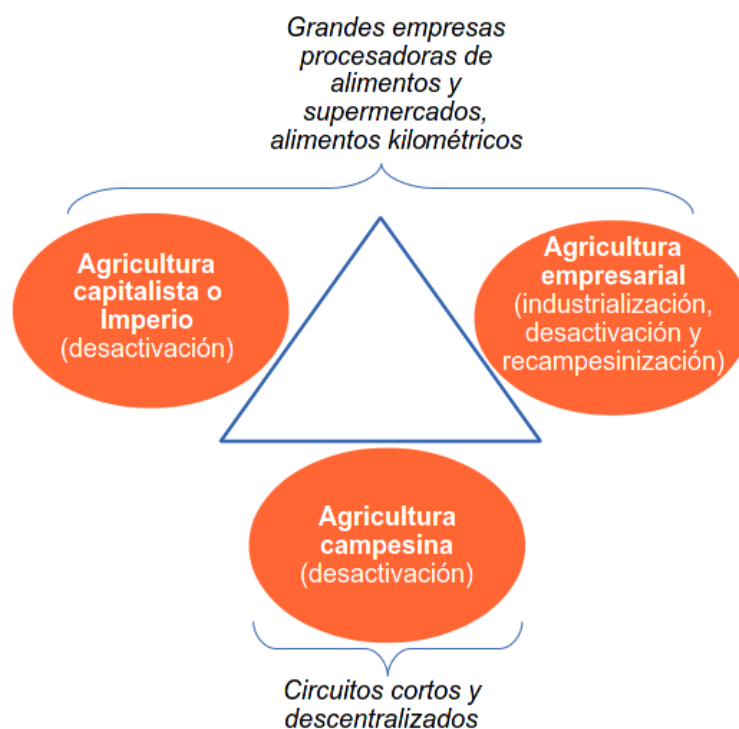 Grandes empresas
procesadoras de
alimentos y
supermercados,
alimentos kilométricos
Agricultura
capitalista o
Imperio
(desactivación)
Agricultura
empresarial
(industrialización,
desactivación y
recampesinización)
Agricultura
campesina
(desactivación)
Circuitos cortos y
descentralizados